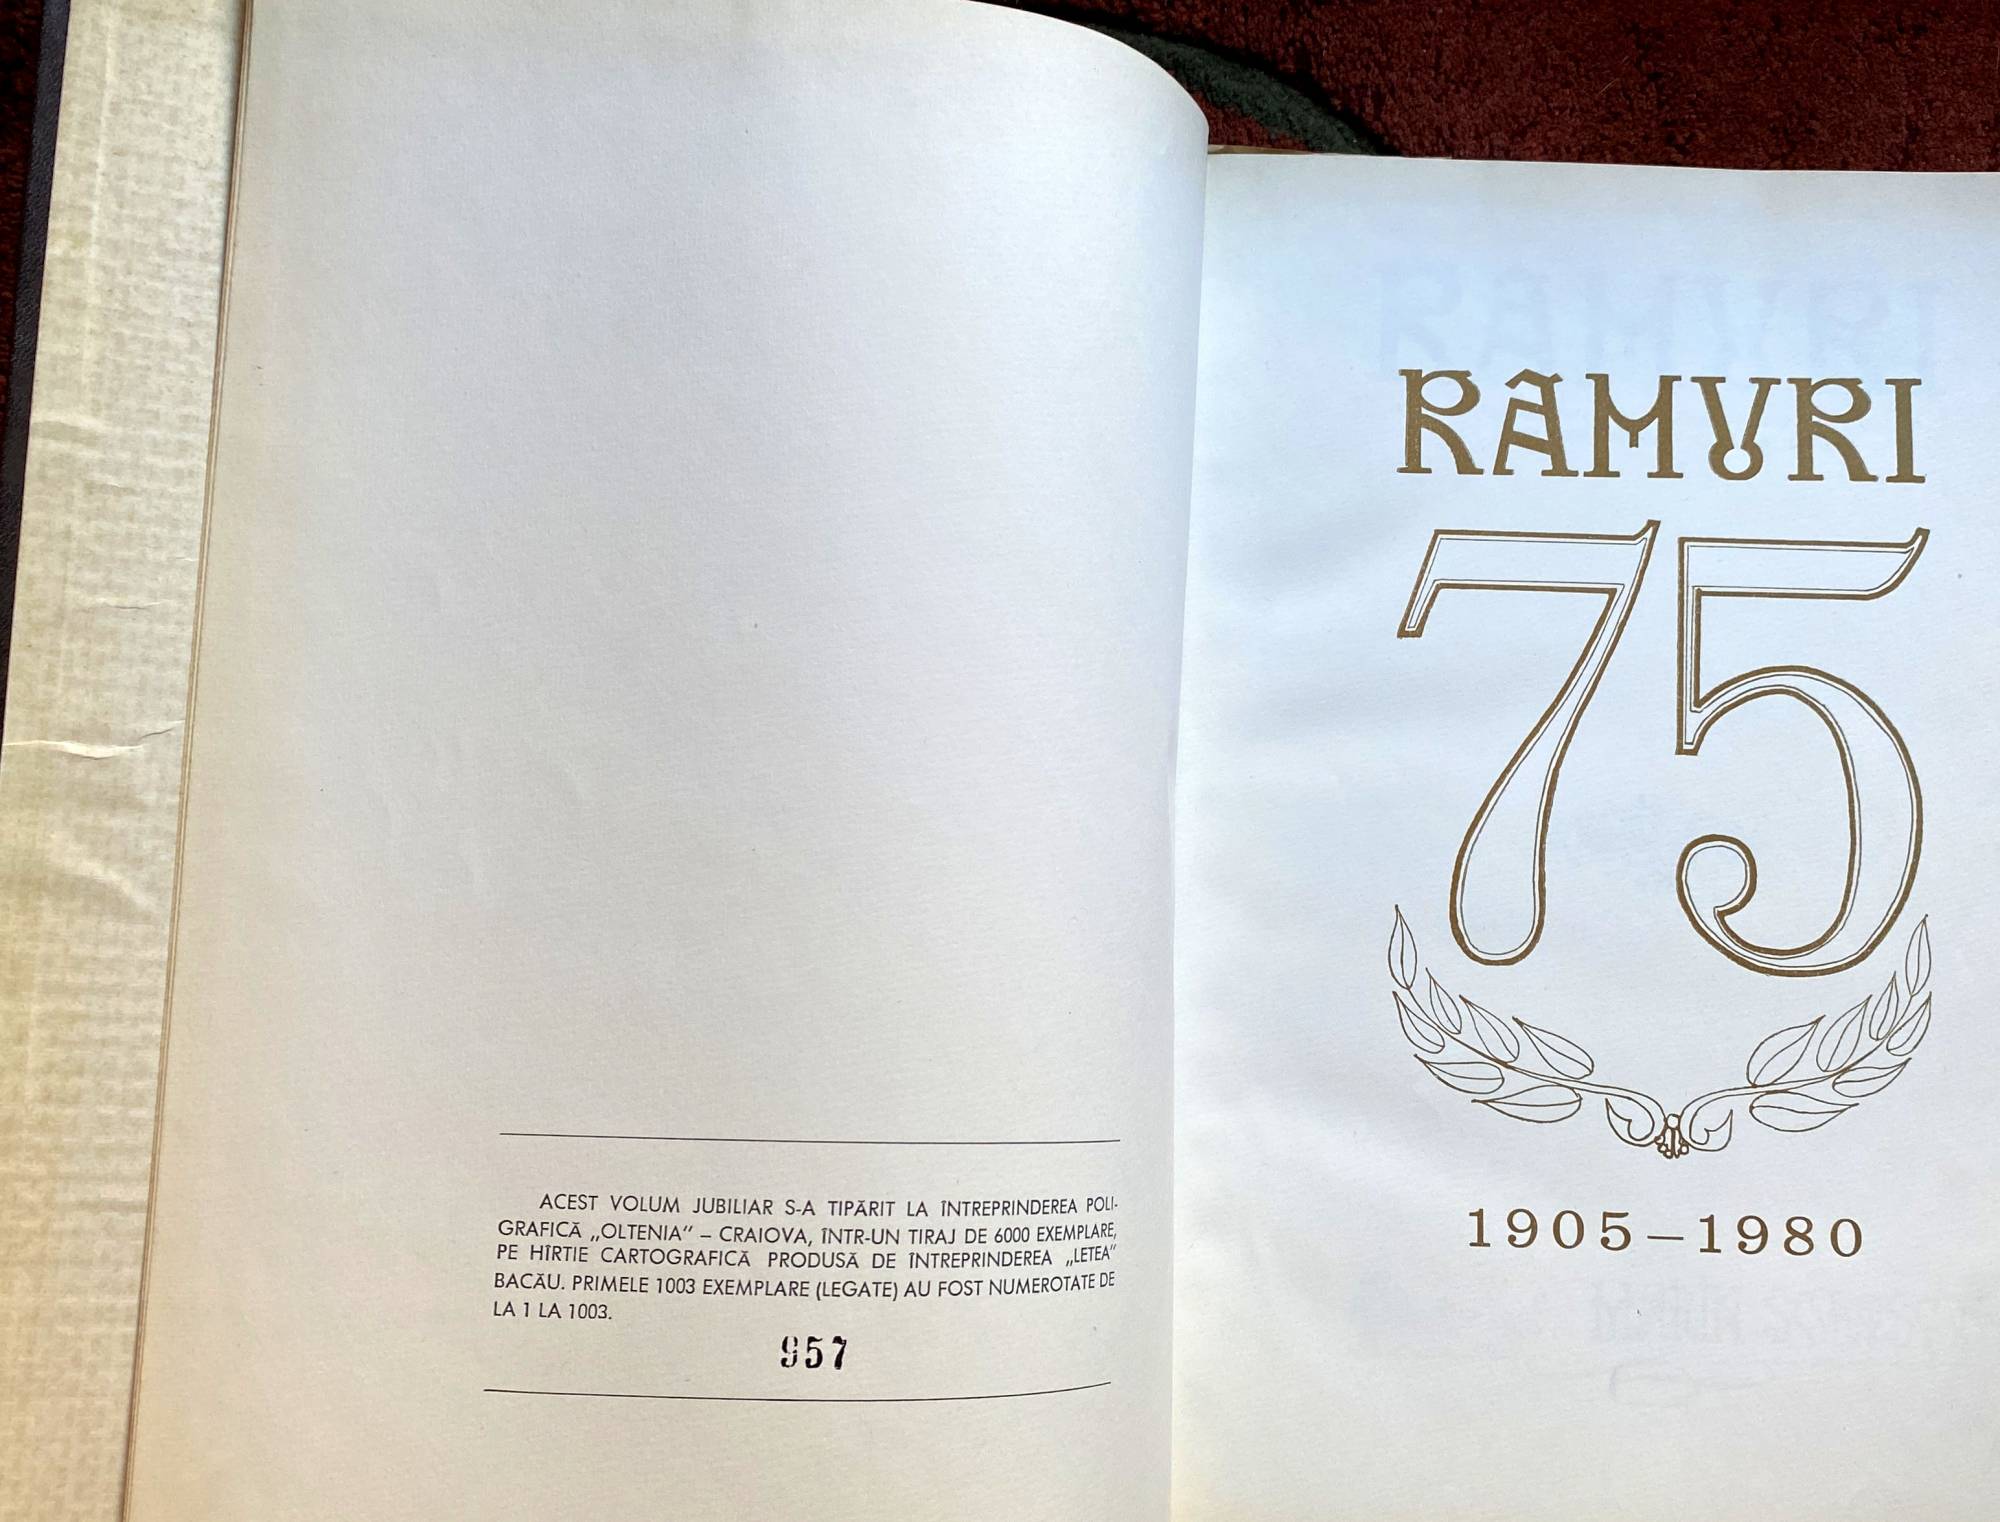 ACEST VOLUM JUBILIAR S-A TIPĂRIT LA ÎNTREPRINDEREA POLI-
GRAFICĂ „OLTENIA” – CRAIOVA, ÎNTR-UN TIRAJ DE 6000 EXEMPLARE,
PE HÎRTIE CARTOGRAFICĂ PRODUSĂ DE ÎNTREPRINDEREA „LETEA”
BACĂU. PRIMELE 1003 EXEMPLARE (LEGATE) AU FOST NUMEROTATE DE
LA 1 LA 1003.
957
RAMURI
75
1905–1980